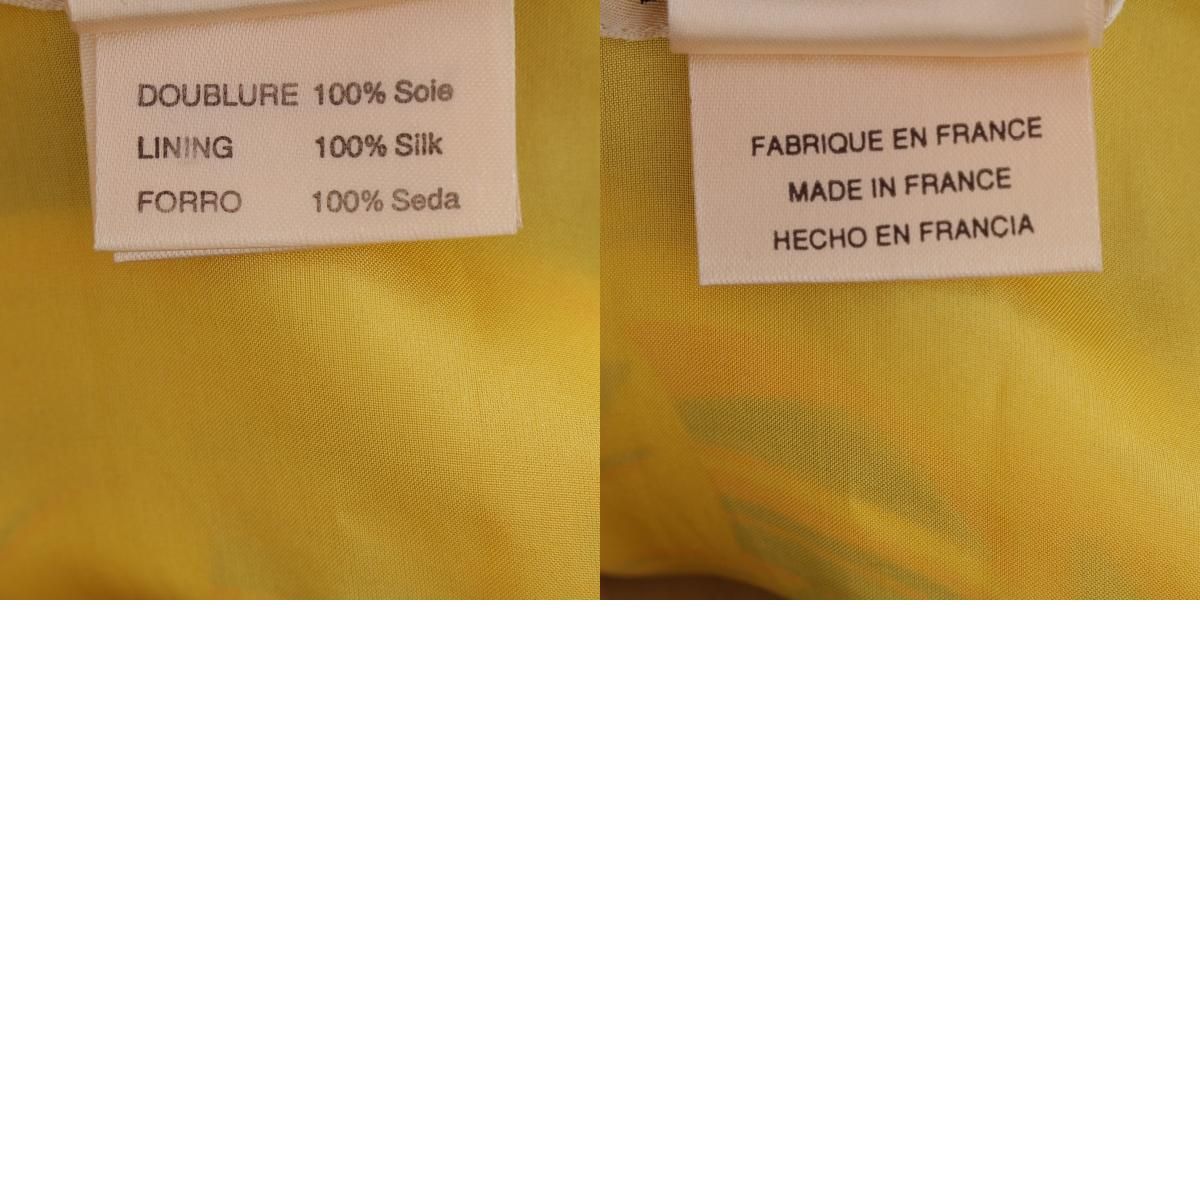 DOUBLURE 100% Soie
LINING 100% Silk
FORRO 100% Seda
FABRIQUE EN FRANCE
MADE IN FRANCE
HECHO EN FRANCIA